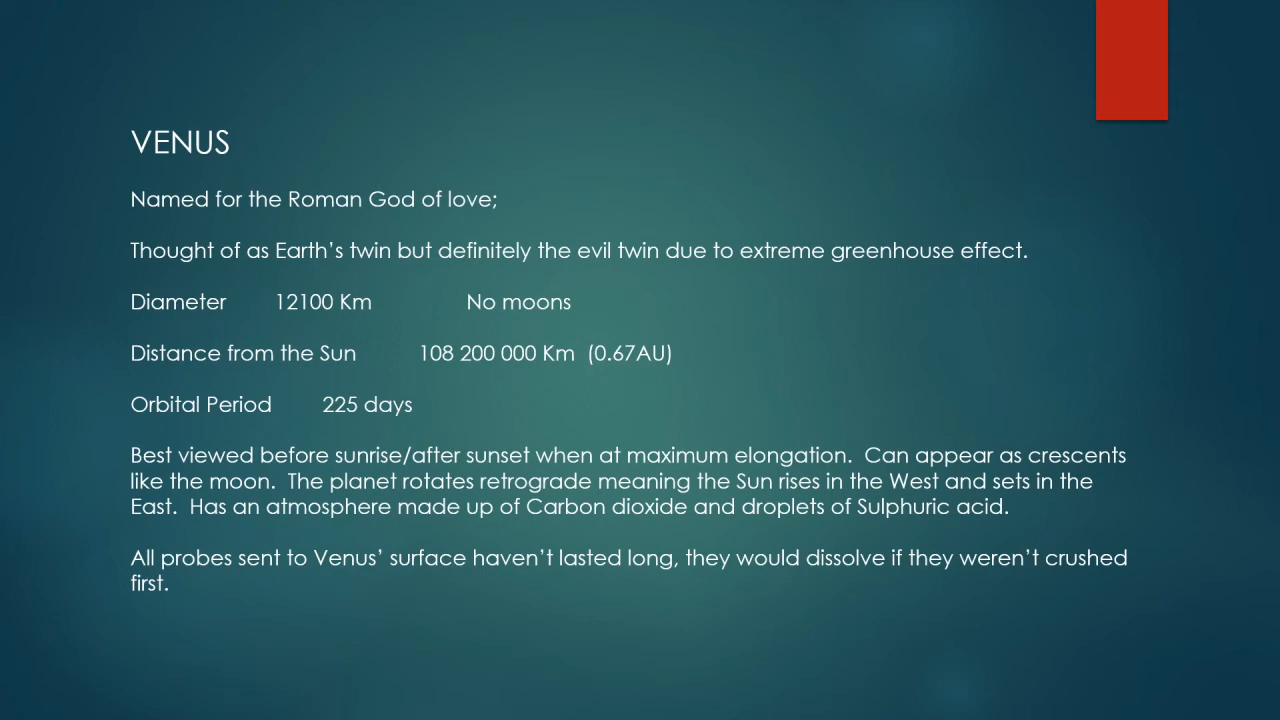 VENUS
Named for the Roman God of love;
Thought of as Earth’s twin but definitely the evil twin due to extreme greenhouse effect.
Diameter 12100 Km No moons
Distance from the Sun 108 200 000 Km (0.67AU)
Orbital Period 225 days
Best viewed before sunrise/after sunset when at maximum elongation. Can appear as crescents
like the moon. The planet rotates retrograde meaning the Sun rises in the West and sets in the
East. Has an atmosphere made up of Carbon dioxide and droplets of Sulphuric acid.
All probes sent to Venus’ surface haven’t lasted long, they would dissolve if they weren’t crushed
first.